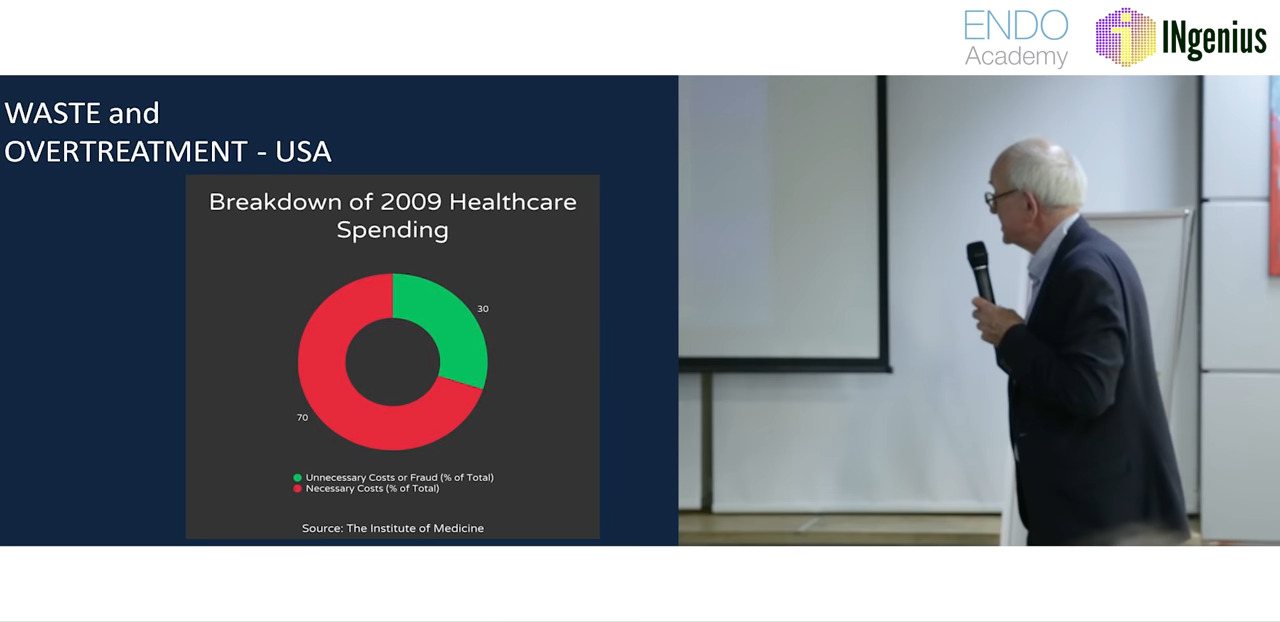 ENDO
Academy
INgenius
WASTE and
OVERTREATMENT - USA
Breakdown of 2009 Healthcare
Spending
30
70
Unnecessary Costs or Fraud (% of Total)
Necessary Costs (% of Total)
Source: The Institute of Medicine